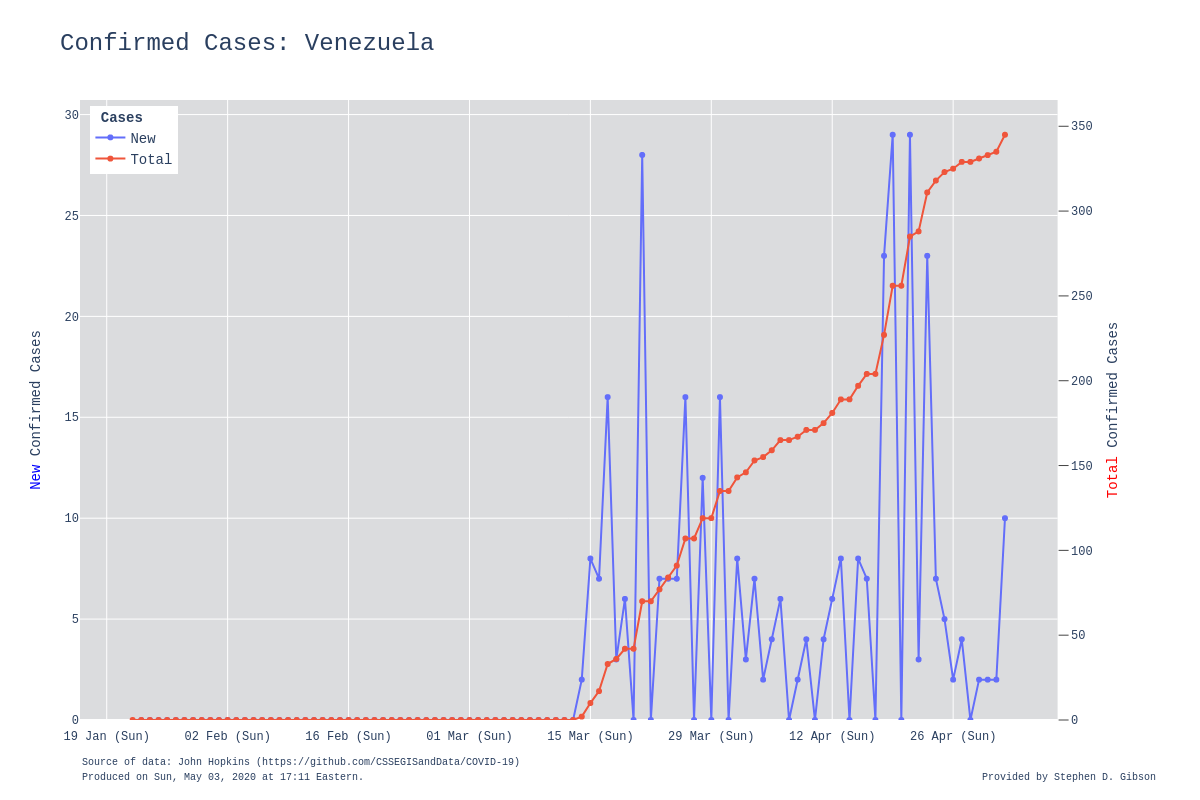 Confirmed Cases: Venezuela
Cases
New
Total
30
25
20
15
10
5
0
New Confirmed Cases
350
300
250
200
150
100
50
0
Total Confirmed Cases
19 Jan (Sun) 02 Feb (Sun) 16 Feb (Sun) 01 Mar (Sun) 15 Mar (Sun) 29 Mar (Sun) 12 Apr (Sun) 26 Apr (Sun)
Source of data: John Hopkins (https://github.com/CSSEGISandData/COVID-19)
Produced on Sun, May 03, 2020 at 17:11 Eastern.
Provided by Stephen D. Gibson